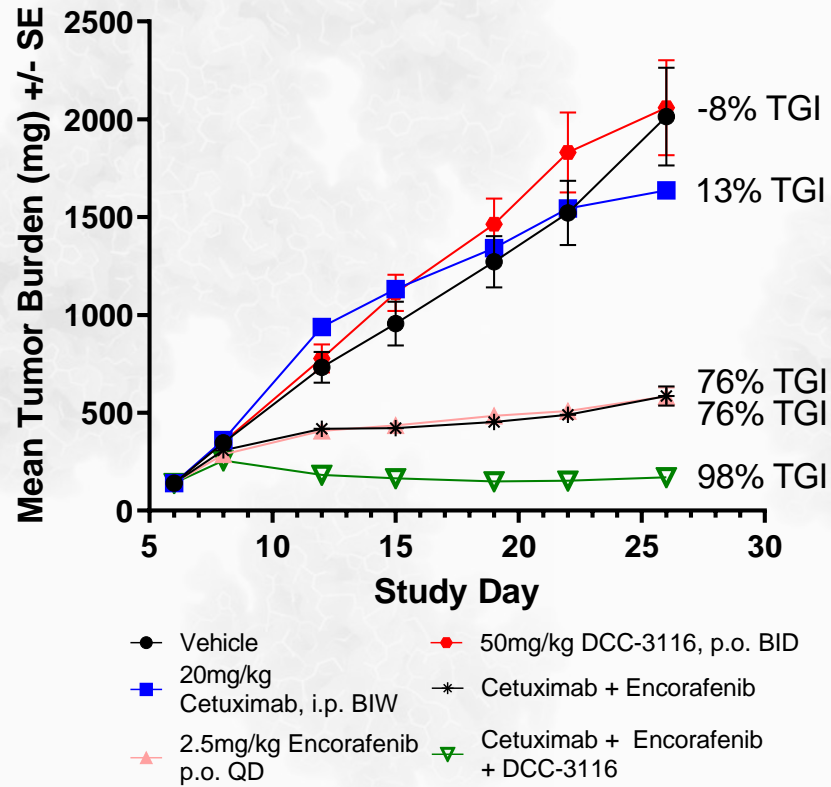 Mean Tumor Burden (mg) +/- SE
2500
2000
1500
1000
500
0
5
10
15
20
25
30
Study Day
-8% TGI
13% TGI
76% TGI
76% TGI
98% TGI
Vehicle
50mg/kg DCC-3116, p.o. BID
20mg/kg
Cetuximab, i.p. BIW
Cetuximab + Encorafenib
2.5mg/kg Encorafenib
p.o. QD
Cetuximab + Encorafenib
+ DCC-3116